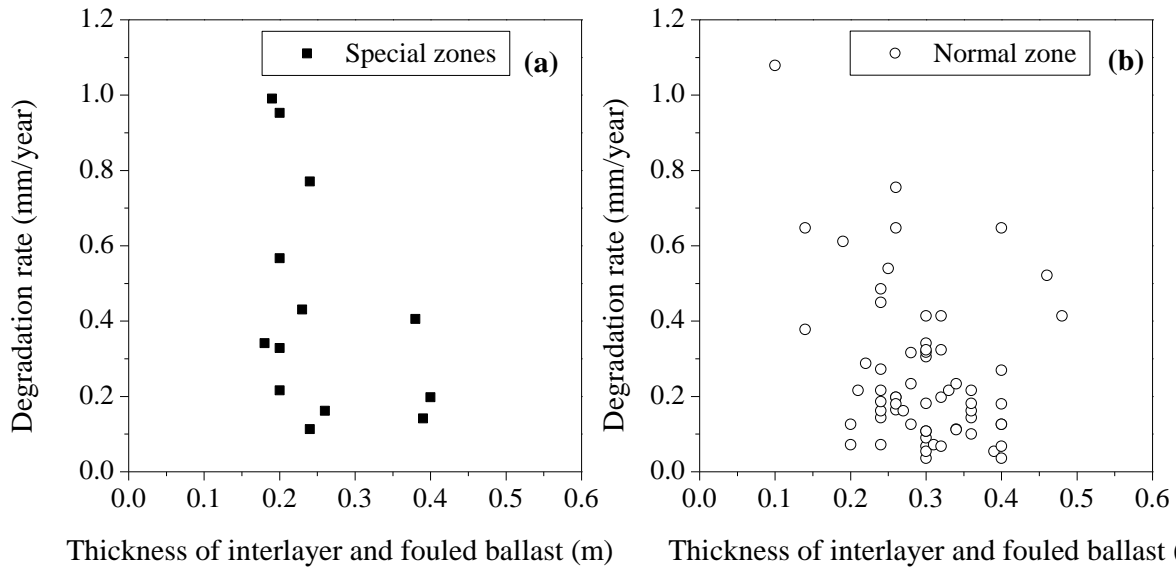 1.2
1.0
0.8
0.6
0.4
0.2
0.0
Degradation rate (mm/year)
Special zones
(a)
0.0 0.1 0.2 0.3 0.4 0.5 0.6
Thickness of interlayer and fouled ballast (m)
1.2
1.0
0.8
0.6
0.4
0.2
0.0
Degradation rate (mm/year)
Normal zone
(b)
0.0 0.1 0.2 0.3 0.4 0.5 0.6
Thickness of interlayer and fouled ballast (